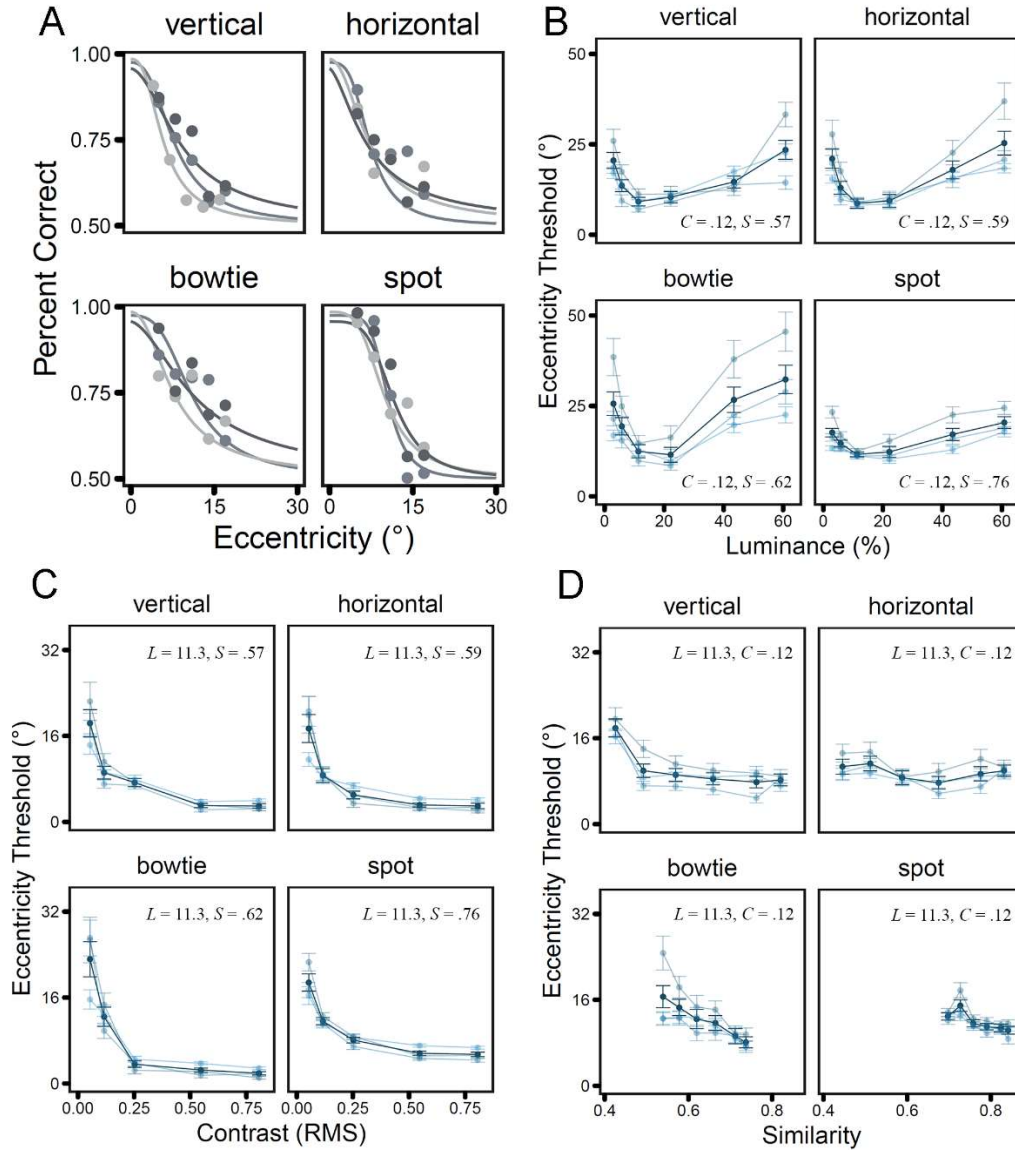 A
vertical
horizontal
1.00
0.75
0.50
bowtie
spot
1.00
0.75
0.50
Percent Correct
0 15 30
0 15 30
Eccentricity (°)
B
vertical
horizontal
50
25
0
C = .12, S = .57
C = .12, S = .59
bowtie
spot
50
25
0
C = .12, S = .62
C = .12, S = .76
Eccentricity Threshold (°)
0 20 40 60
0 20 40 60
Luminance (%)
C
vertical
horizontal
32
16
0
L = 11.3, S = .57
L = 11.3, S = .59
bowtie
spot
32
16
0
L = 11.3, S = .62
L = 11.3, S = .76
Eccentricity Threshold (°)
0.00 0.25 0.50 0.75
0.00 0.25 0.50 0.75
Contrast (RMS)
D
vertical
horizontal
32
16
0
L = 11.3, C = .12
L = 11.3, C = .12
bowtie
spot
32
16
0
L = 11.3, C = .12
L = 11.3, C = .12
Eccentricity Threshold (°)
0.4 0.6 0.8
0.4 0.6 0.8
Similarity